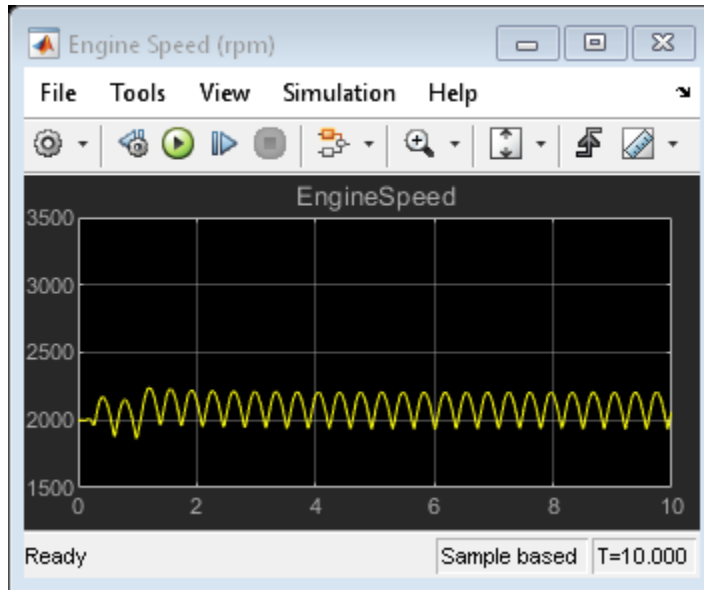 Engine Speed (rpm)
File Tools View Simulation Help
EngineSpeed
3500
3000
2500
2000
1500
0 2 4 6 8 10
Ready Sample based T=10.000